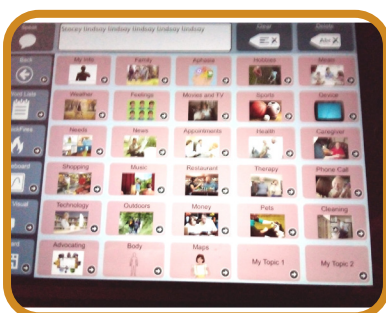 Stacey lindsay lindsay lindsay lindsay lindsay
Clear
Delete
Back
My Info
Family
Aphasia
Hobbies
Mixer
Weather
Feelings
Movies and TV
Sports
Device
Needs
News
Appointments
Health
Caregiver
Shopping
Music
Restaurant
Therapy
Phone Call
Technology
Outdoors
Money
Pets
Cleaning
Advocating
Body
Maps
My Topic 1
My Topic 2